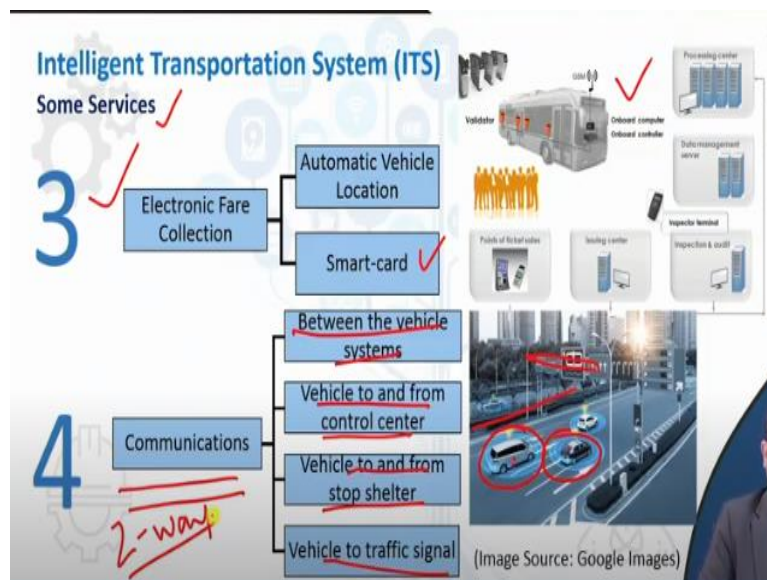 Intelligent Transportation System (ITS)
Some Services
3
Electronic Fare
Collection
Automatic Vehicle
Location
Smart-card
4
Communications
2-way
Between the vehicle
systems
Vehicle to and from
control center
Vehicle to and from
stop shelter
Vehicle to traffic signal
GSM
Validator
Onboard computer
Onboard controller
Processing center
Data management
server
Inspector terminal
Points of ticket sales
Issuing center
Inspection & audit
(Image Source: Google Images)